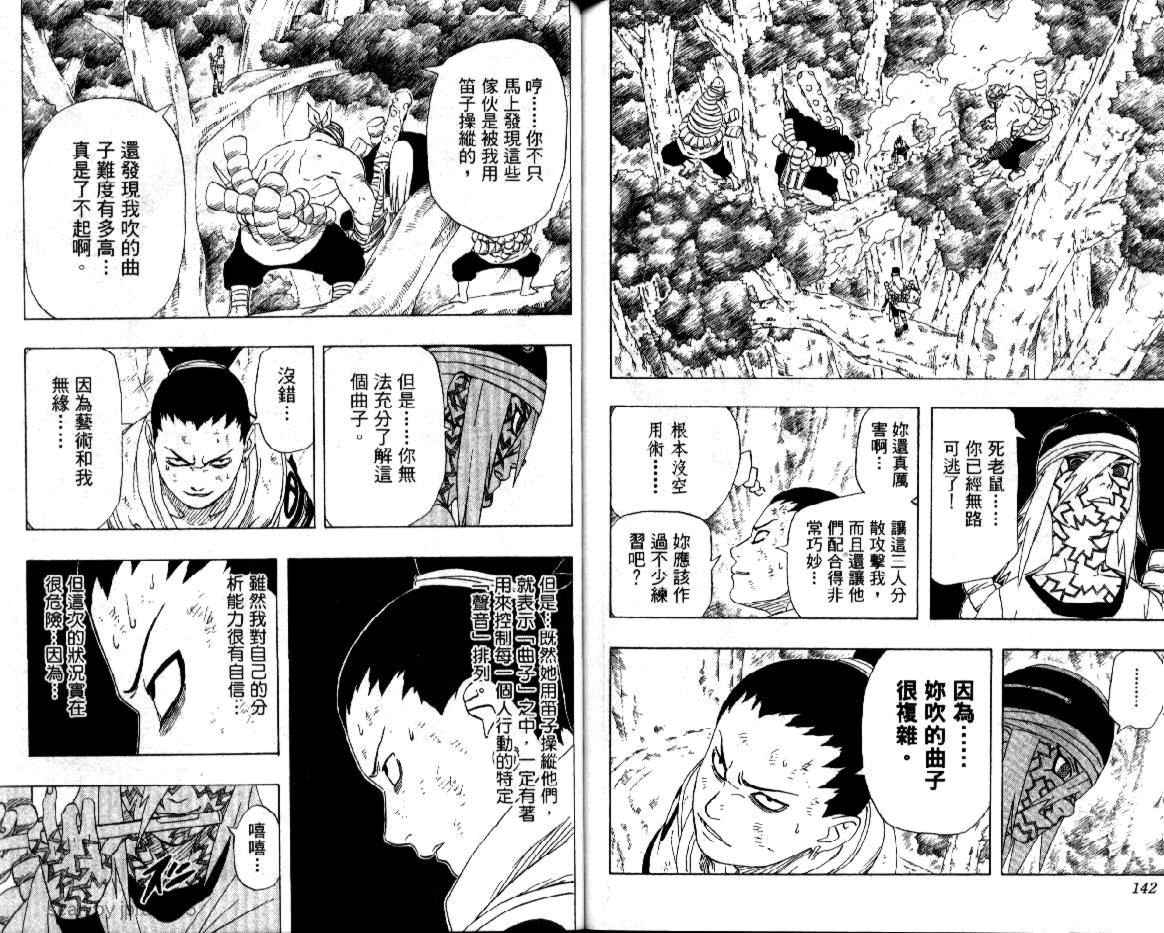 死老鼠……
你已經無路
可逃了!
妳還真厲
害啊…
讓這三人分
散攻擊我，
而且還讓他
們配合得非
常巧妙…
根本沒空
用術……
妳應該作
過不少練
習吧？
………
因為……
妳吹的曲子
很複雜。
142
哼……你不只
馬上發現這些
傢伙是被我用
笛子操縱的，
還發現我吹的曲
子難度有多高…
真是了不起啊。
但是……你無
法充分了解這
個曲子。
沒錯…
因為藝術和我
無緣……
但是…既然她用笛子操縱他們，
就表示「曲子」之中，一定有著
用來控制每一個人行動的特定
「聲音」排列。
雖然我對自己的分
析能力很有自信…
但這次的狀況實在
很危險…因為…
嘻嘻…